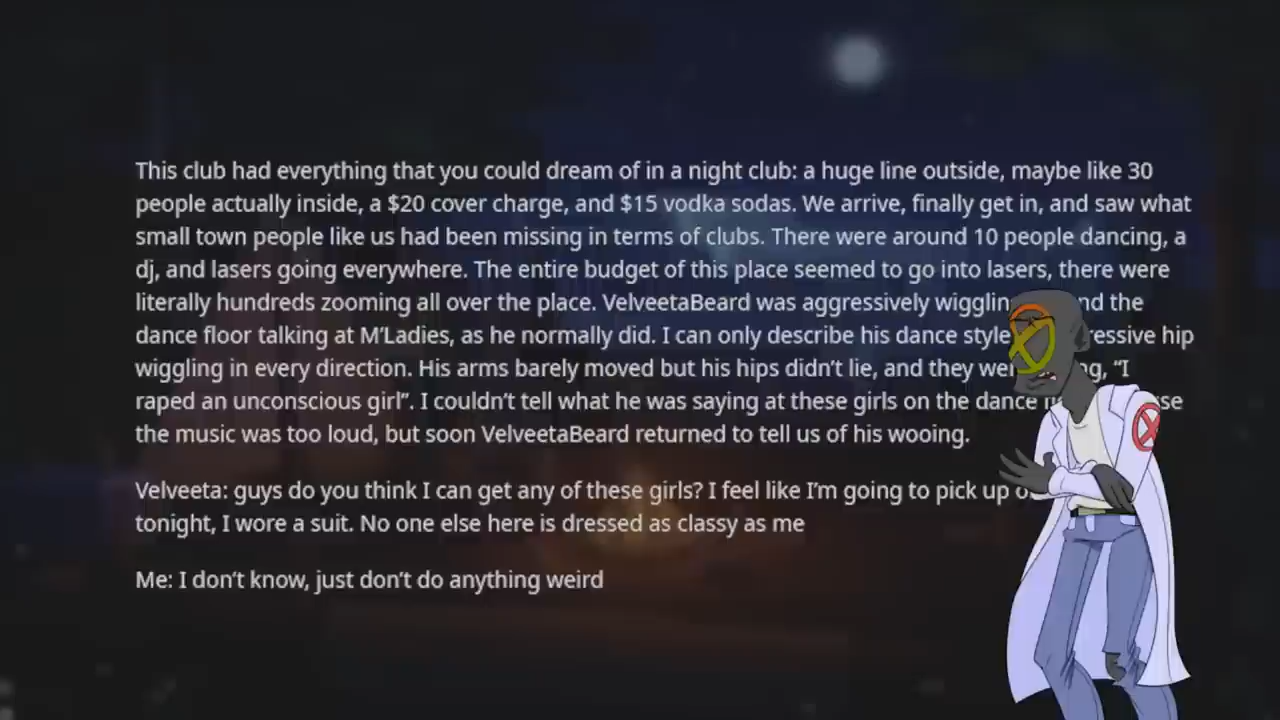 This club had everything that you could dream of in a night club: a huge line outside, maybe like 30
people actually inside, a $20 cover charge, and $15 vodka sodas. We arrive, finally get in, and saw what
small town people like us had been missing in terms of clubs. There were around 10 people dancing, a
dj, and lasers going everywhere. The entire budget of this place seemed to go into lasers, there were
literally hundreds zooming all over the place. VelveetaBeard was aggressively the
dance floor talking at M'Ladies, as he normally did. I can only describe his dance style hip
wiggling in every direction. His arms barely moved but his hips didn't lie, and they "I
raped an unconscious girl". I couldn't tell what he was saying at these girls on the dance
the music was too loud, but soon VelveetaBeard returned to tell us of his wooing.
Velveeta: guys do you think I can get any of these girls? I feel like I'm going to pick up
tonight, I wore a suit. No one else here is dressed as classy as me
Me: I don't know, just don't do anything weird